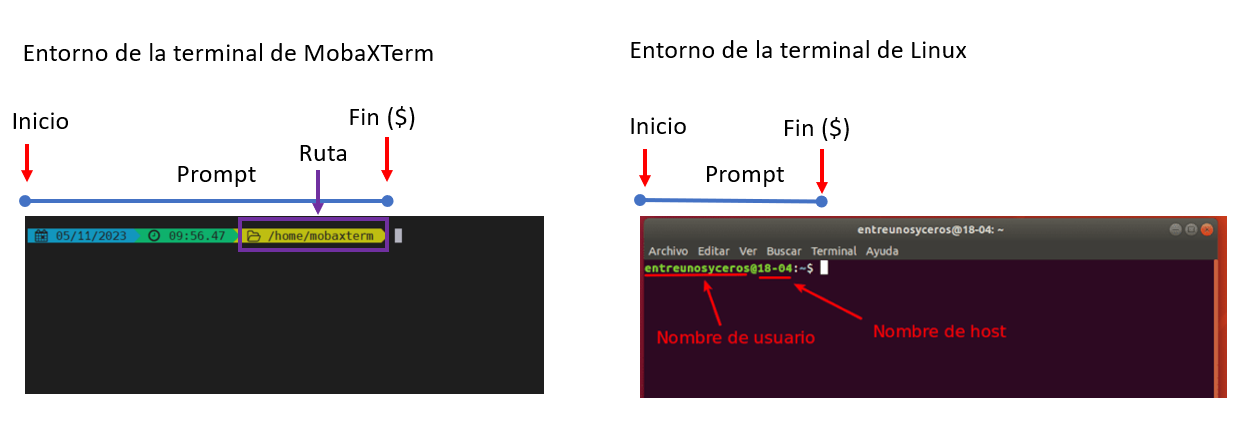 Entorno de la terminal de MobaXTerm
Inicio
Fin ($)
Ruta
Prompt
05/11/2023 09:56.47 /home/mobaxterm
Entorno de la terminal de Linux
Inicio
Fin ($)
Prompt
entreunosyceros@18-04: ~
Archivo Editar Ver Buscar Terminal Ayuda
entreunosyceros@18-04:~$
Nombre de usuario
Nombre de host